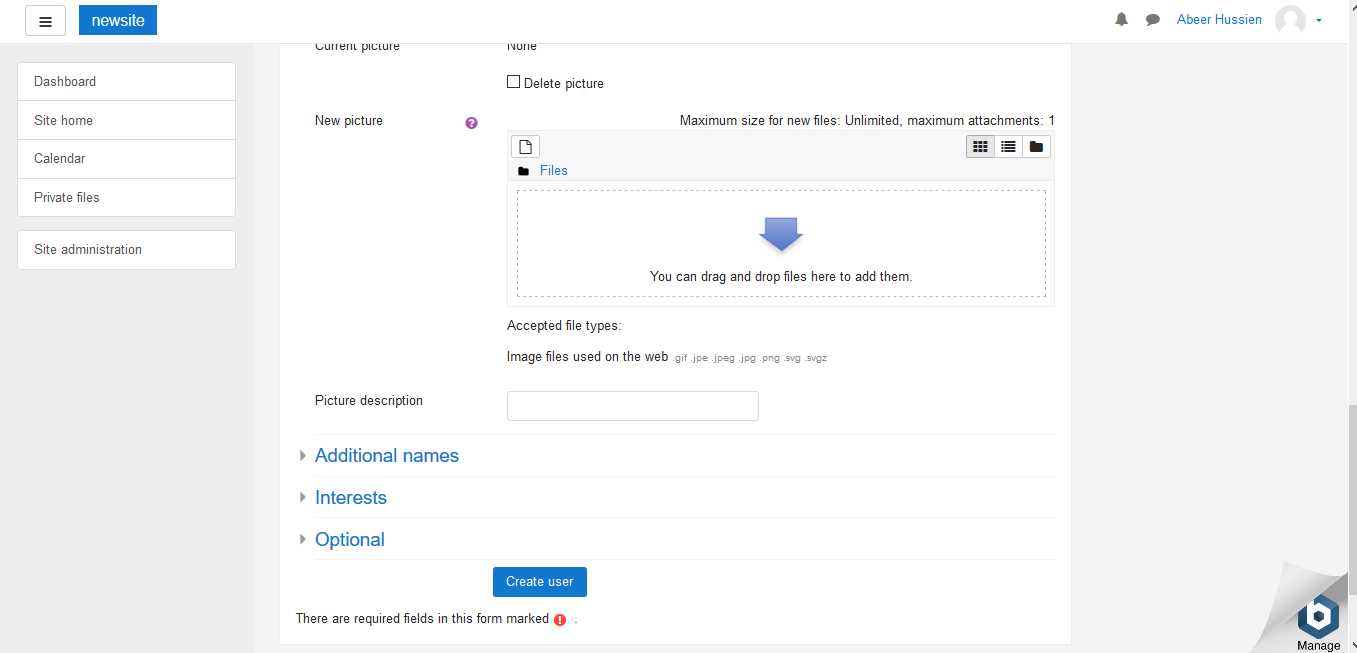 newsite
Abeer Hussien
Dashboard
Site home
Calendar
Private files
Site administration
Current picture
None
Delete picture
New picture
Maximum size for new files: Unlimited, maximum attachments: 1
Files
You can drag and drop files here to add them.
Accepted file types:
Image files used on the web .gif .jpe .jpeg .jpg .png .svg .svgz
Picture description
Additional names
Interests
Optional
Create user
There are required fields in this form marked .
Manage